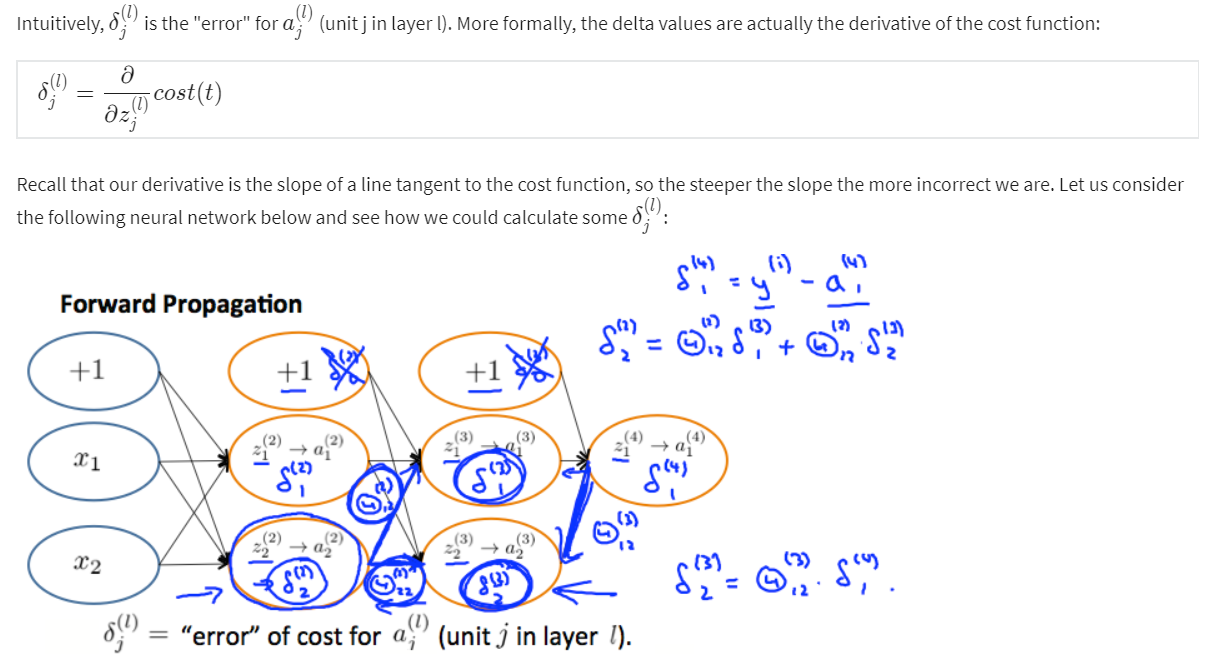 Intuitively, δ_j^(l) is the "error" for a_j^(l) (unit j in layer l). More formally, the delta values are actually the derivative of the cost function:
δ_j^(l) = ∂/∂z_j^(l) cost(t)
Recall that our derivative is the slope of a line tangent to the cost function, so the steeper the slope the more incorrect we are. Let us consider
the following neural network below and see how we could calculate some δ_j^(l):
δ_1^(4) = y^(i) - a_1^(4)
Forward Propagation
δ_2^(2) = Θ_12^(2) δ_1^(3) + Θ_22^(2) · δ_2^(3)
+1 +1 +1
x1 z_1^(2) → a_1^(2) z_1^(3) → a_1^(3) z_1^(4) → a_1^(4)
δ_1^(2) δ_1^(3) δ_1^(4)
Θ_12^(2)
Θ_12^(3)
x2 z_2^(2) → a_2^(2) z_2^(3) → a_2^(3)
δ_2^(2) Θ_22^(2) δ_2^(3)
δ_2^(3) = Θ_12^(3) · δ_1^(4).
δ_j^(l) = “error” of cost for a_j^(l) (unit j in layer l).